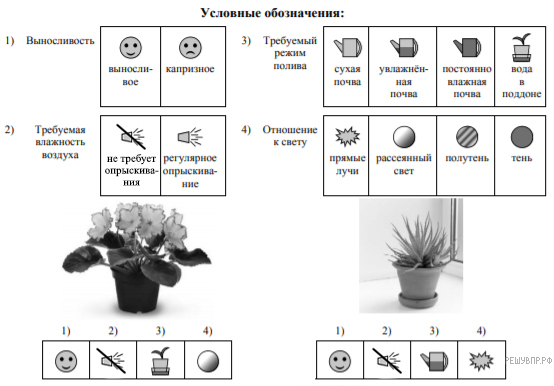 Условные обозначения:
1) Выносливость
выносли-
вое
капризное
3) Требуемый
режим
полива
сухая
почва
увлажнён-
ная
почва
постоянно
влажная
почва
вода
в
поддоне
2) Требуемая
влажность
воздуха
не требует
опрыскива-
ния
регулярное
опрыскива-
ние
4) Отношение
к свету
прямые
лучи
рассеянный
свет
полутень
тень
1) 2) 3) 4)
1) 2) 3) 4)
РЕШУВПР.РФ